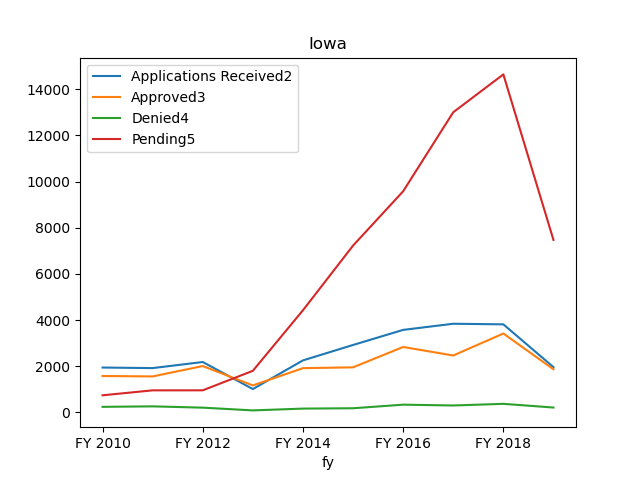 Iowa
Applications Received2
Approved3
Denied4
Pending5
14000
12000
10000
8000
6000
4000
2000
0
FY 2010 FY 2012 FY 2014 FY 2016 FY 2018
fy